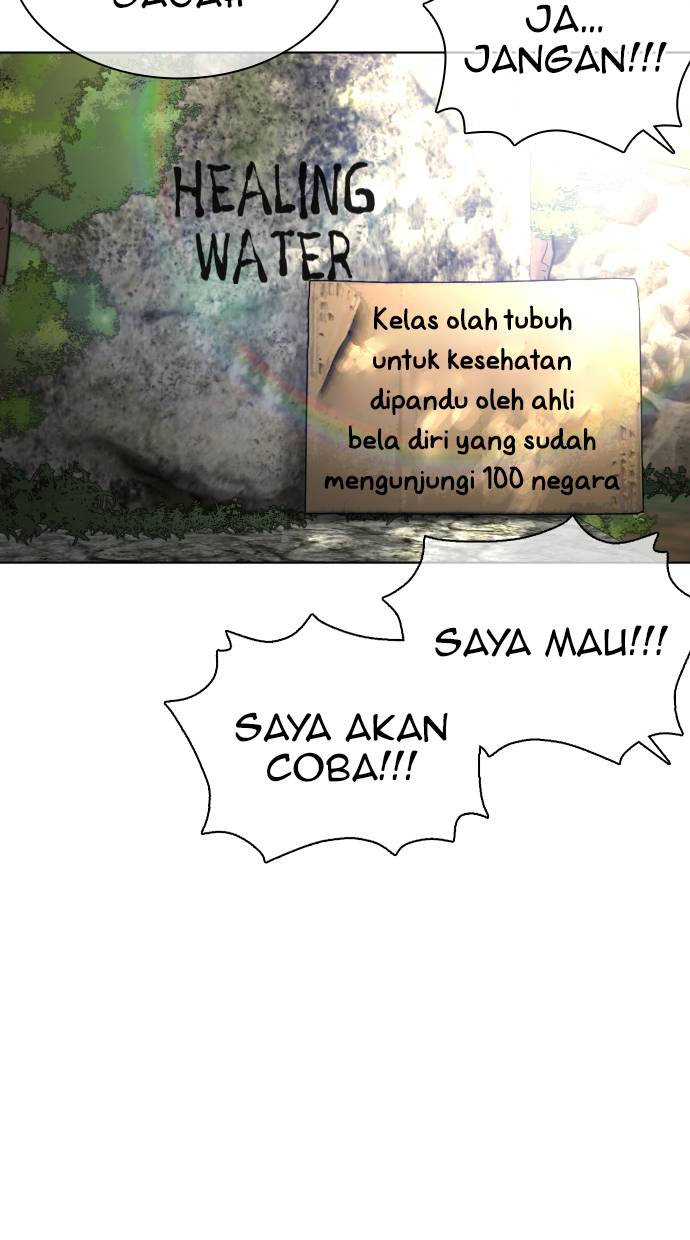 JA...
JANGAN!!!
HEALING
WATER
Kelas olah tubuh
untuk kesehatan
dipandu oleh ahli
bela diri yang sudah
mengunjungi 100 negara
SAYA MAU!!!
SAYA AKAN
COBA!!!